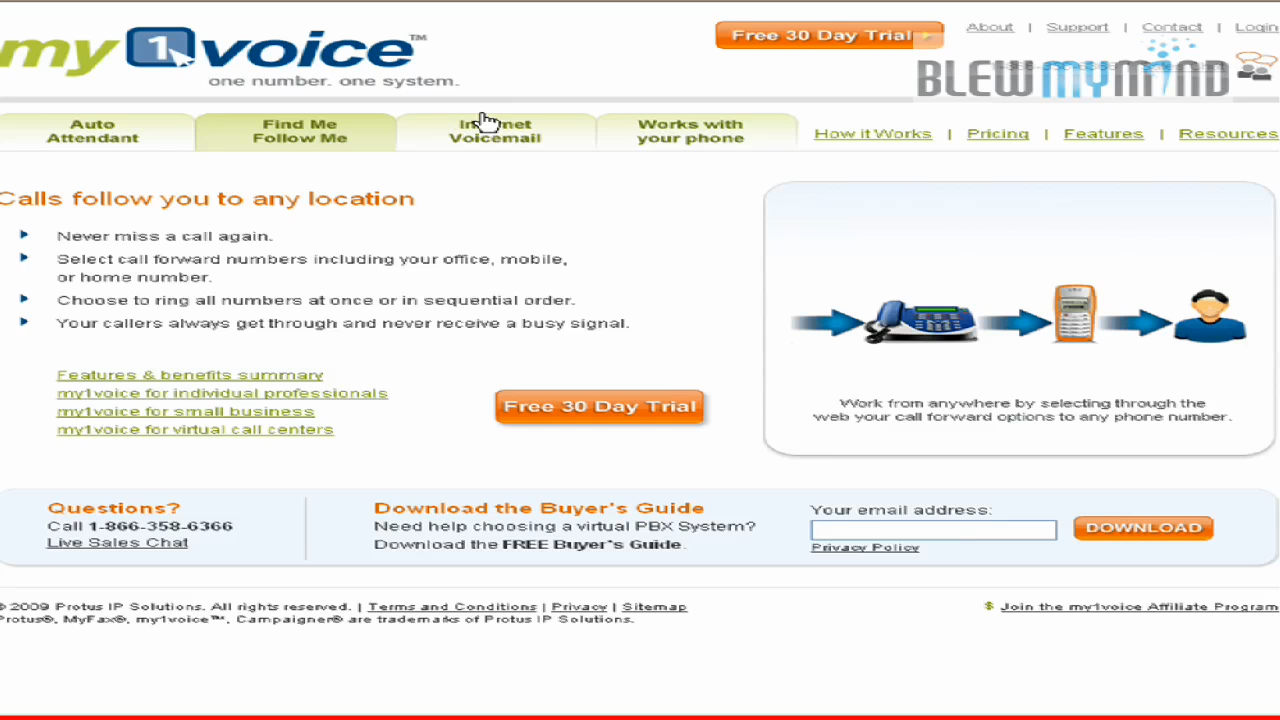 my1voice™
one number. one system.
Free 30 Day Trial
About | Support | Contact | Login
BLEWMYMIND
Auto
Attendant
Find Me
Follow Me
Voicemail
Works with
your phone
How it Works | Pricing | Features | Resources
Calls follow you to any location
Never miss a call again.
Select call forward numbers including your office, mobile,
or home number.
Choose to ring all numbers at once or in sequential order.
Your callers always get through and never receive a busy signal.
Features & benefits summary
my1voice for individual professionals
my1voice for small business
my1voice for virtual call centers
Free 30 Day Trial
Work from anywhere by selecting through the
web your call forward options to any phone number.
Questions?
Call 1-866-358-6366
Live Sales Chat
Download the Buyer's Guide
Need help choosing a virtual PBX System?
Download the FREE Buyer's Guide.
Your email address:
DOWNLOAD
Privacy Policy
© 2009 Protus IP Solutions. All rights reserved. | Terms and Conditions | Privacy | Sitemap
Protus®, MyFax®, my1voice™, Campaigner® are trademarks of Protus IP Solutions.
$ Join the my1voice Affiliate Program